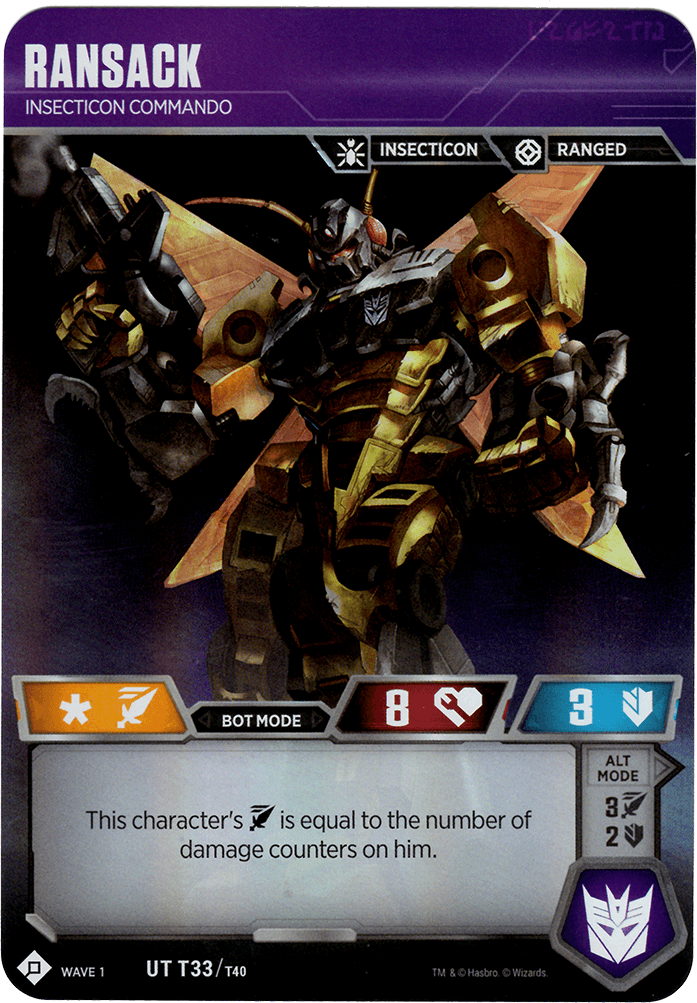 RANSACK
INSECTICON COMMANDO
INSECTICON
RANGED
*
BOT MODE
8
3
ALT
MODE
3
2
This character's is equal to the number of
damage counters on him.
WAVE 1
UT T33/T40
TM & © Hasbro. © Wizards.